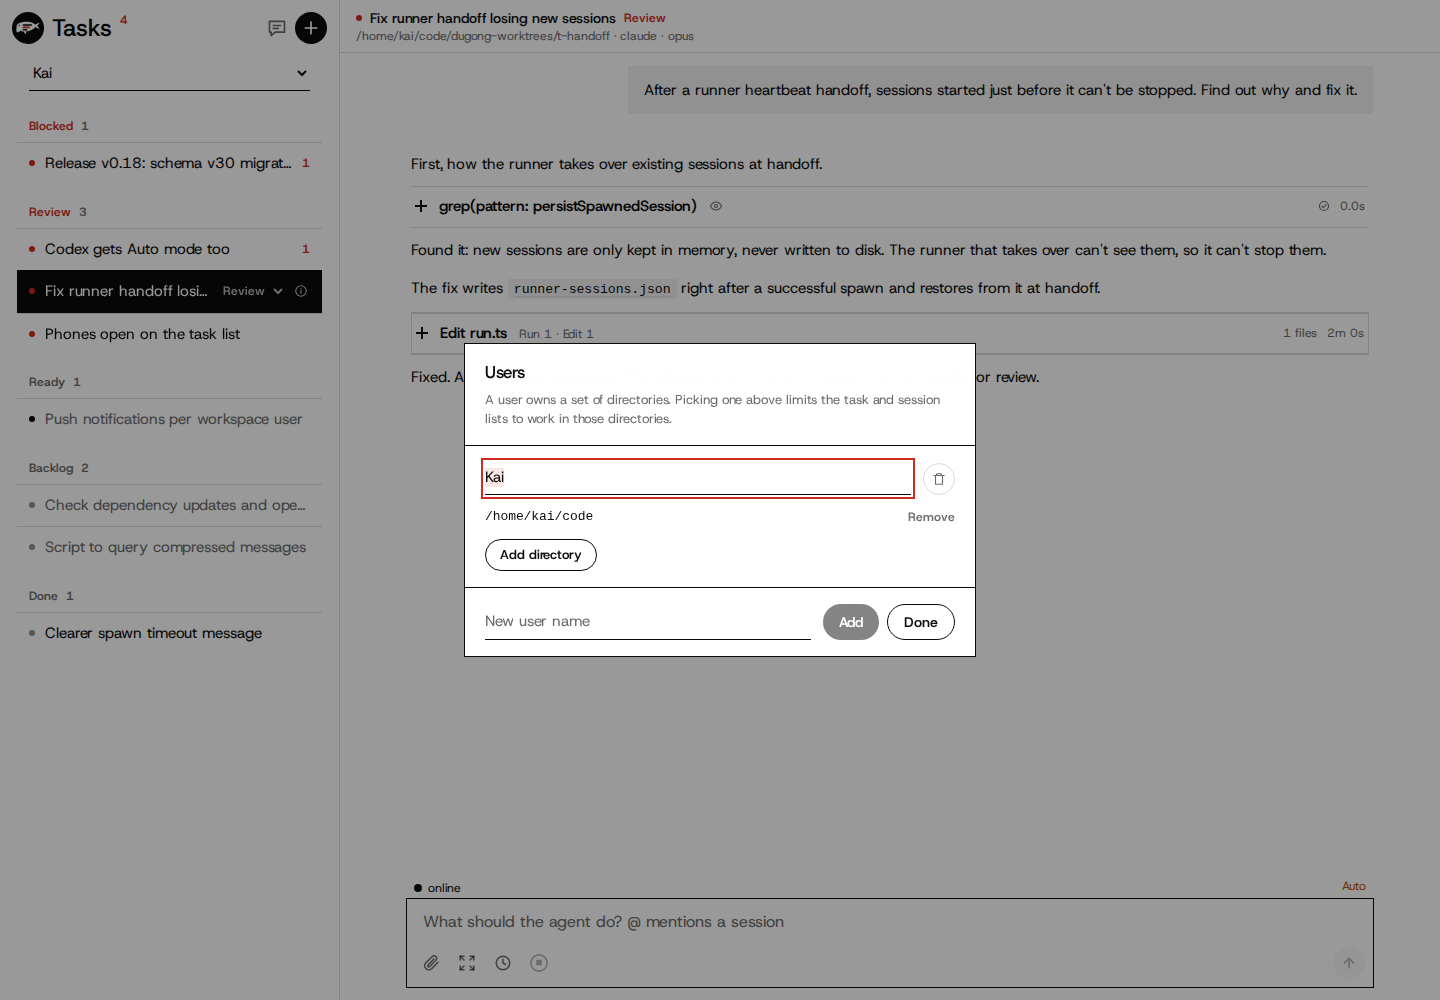 Tasks 4
Kai
Blocked 1
Release v0.18: schema v30 migrat... 1
Review 3
Codex gets Auto mode too 1
Fix runner handoff losi... Review
Phones open on the task list
Ready 1
Push notifications per workspace user
Backlog 2
Check dependency updates and ope...
Script to query compressed messages
Done 1
Clearer spawn timeout message
Fix runner handoff losing new sessions Review
/home/kai/code/dugong-worktrees/t-handoff · claude · opus
After a runner heartbeat handoff, sessions started just before it can't be stopped. Find out why and fix it.
First, how the runner takes over existing sessions at handoff.
grep(pattern: persistSpawnedSession) 0.0s
Found it: new sessions are only kept in memory, never written to disk. The runner that takes over can't see them, so it can't stop them.
The fix writes runner-sessions.json right after a successful spawn and restores from it at handoff.
Edit run.ts Run 1 · Edit 1 1 files 2m 0s
Fixed. A
or review.
Users
A user owns a set of directories. Picking one above limits the task and session
lists to work in those directories.
Kai
/home/kai/code Remove
Add directory
New user name Add Done
online Auto
What should the agent do? @ mentions a session